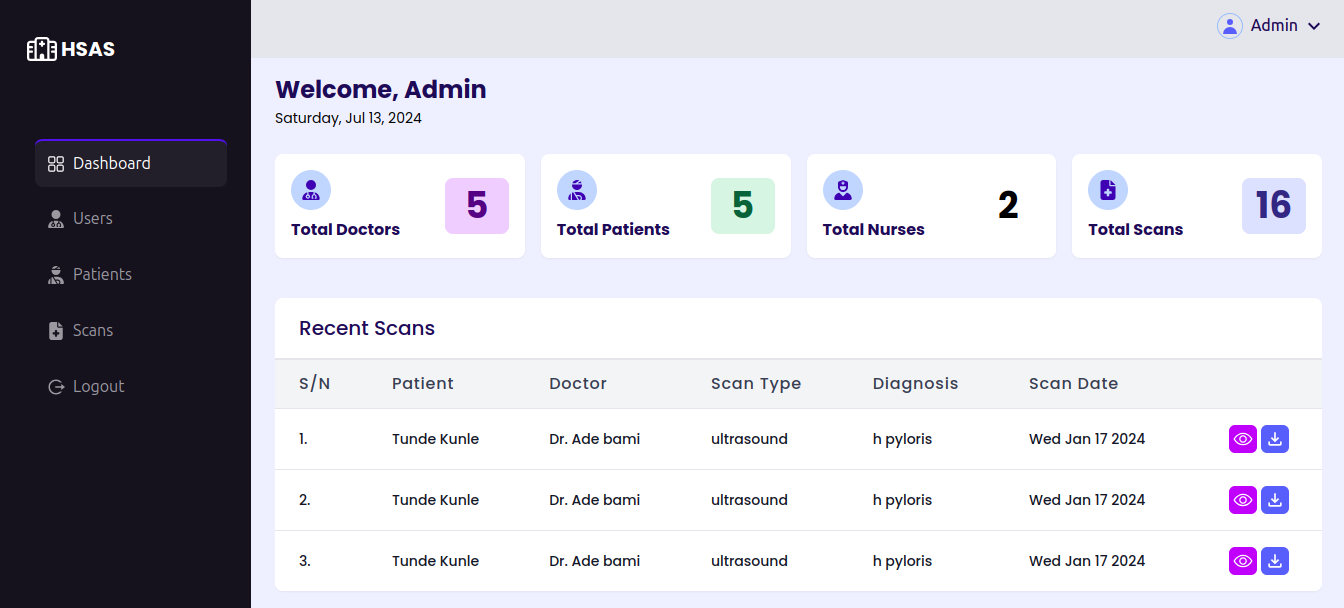 HSAS
Admin
Welcome, Admin
Saturday, Jul 13, 2024
Dashboard
Users
Patients
Scans
Logout
Total Doctors 5
Total Patients 5
Total Nurses 2
Total Scans 16
Recent Scans
S/N Patient Doctor Scan Type Diagnosis Scan Date
1. Tunde Kunle Dr. Ade bami ultrasound h pyloris Wed Jan 17 2024
2. Tunde Kunle Dr. Ade bami ultrasound h pyloris Wed Jan 17 2024
3. Tunde Kunle Dr. Ade bami ultrasound h pyloris Wed Jan 17 2024